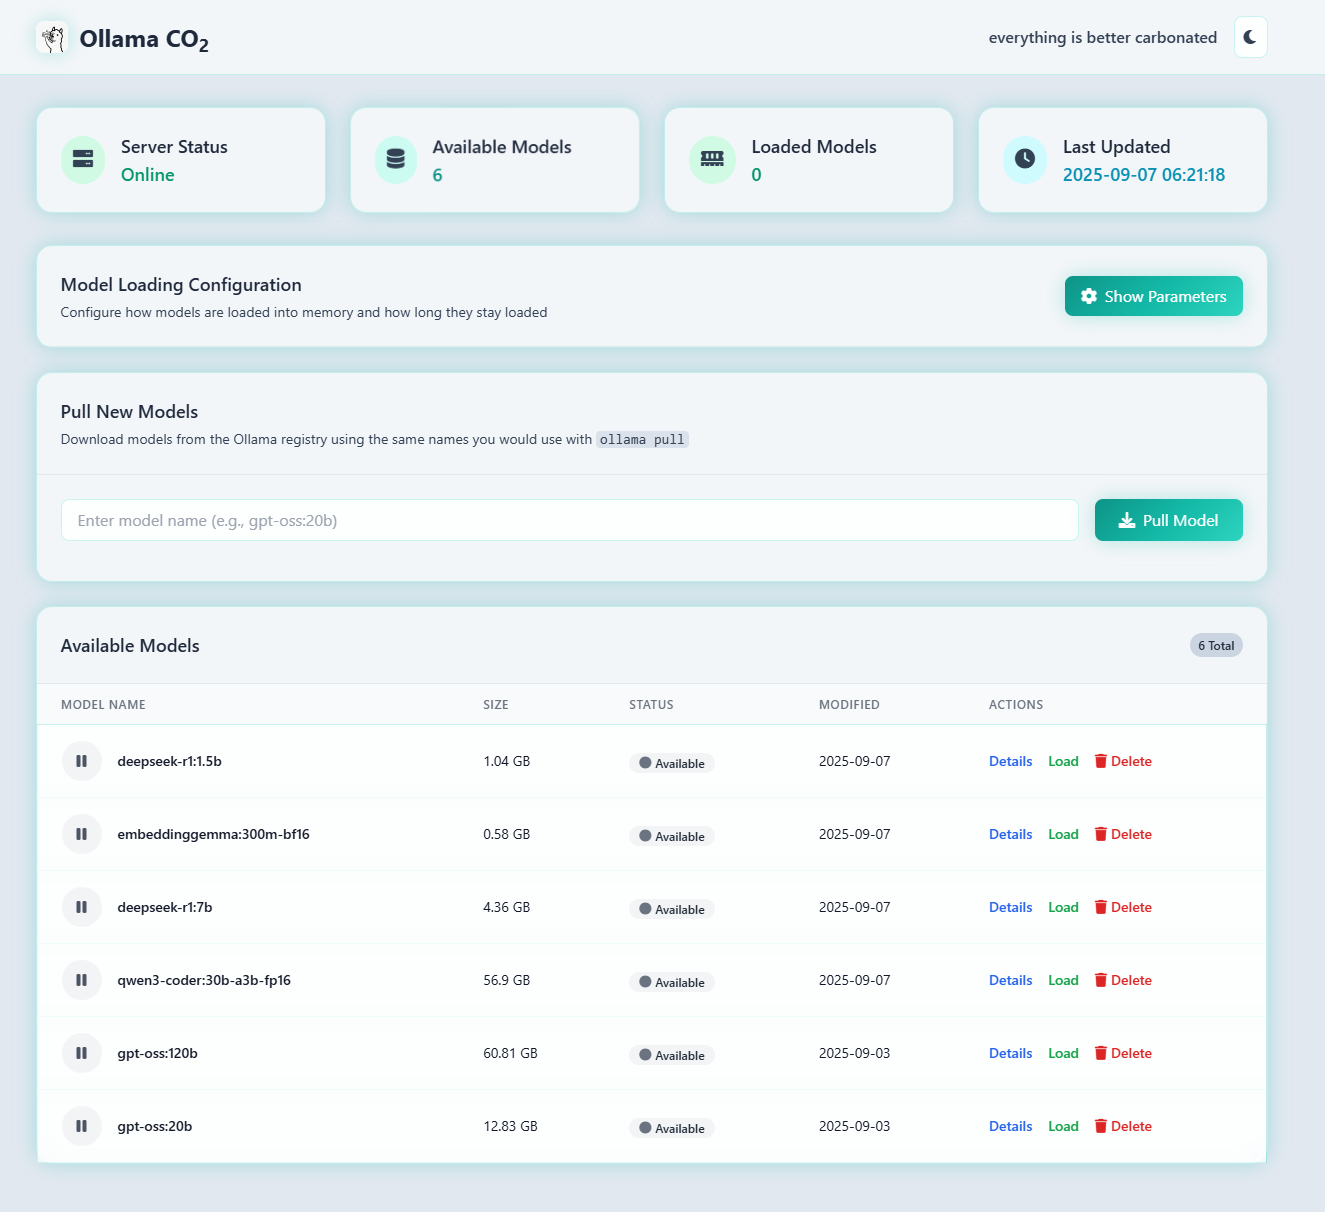 Ollama CO₂
everything is better carbonated
Server Status
Online
Available Models
6
Loaded Models
0
Last Updated
2025-09-07 06:21:18
Model Loading Configuration
Configure how models are loaded into memory and how long they stay loaded
Show Parameters
Pull New Models
Download models from the Ollama registry using the same names you would use with ollama pull
Enter model name (e.g., gpt-oss:20b)
Pull Model
Available Models
6 Total
MODEL NAME SIZE STATUS MODIFIED ACTIONS
deepseek-r1:1.5b 1.04 GB Available 2025-09-07 Details Load Delete
embeddinggemma:300m-bf16 0.58 GB Available 2025-09-07 Details Load Delete
deepseek-r1:7b 4.36 GB Available 2025-09-07 Details Load Delete
qwen3-coder:30b-a3b-fp16 56.9 GB Available 2025-09-07 Details Load Delete
gpt-oss:120b 60.81 GB Available 2025-09-03 Details Load Delete
gpt-oss:20b 12.83 GB Available 2025-09-03 Details Load Delete